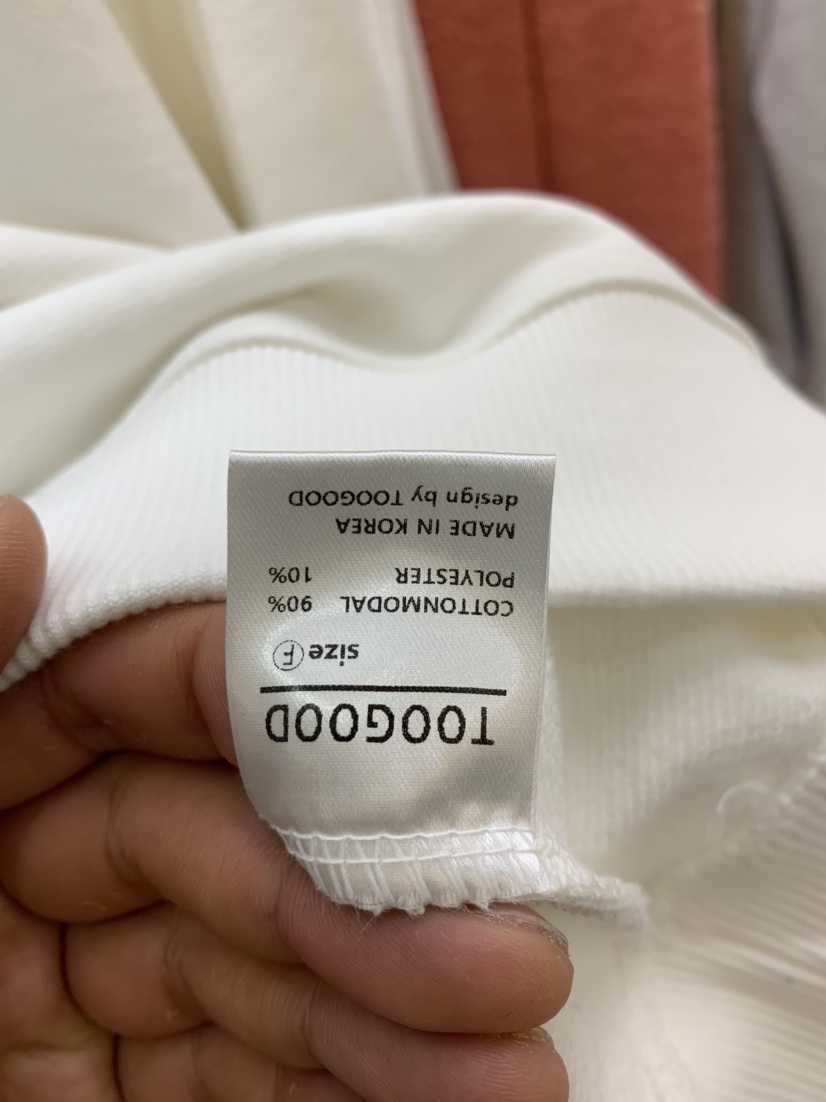 TOOGOOD
size Ⓕ
COTTONMODAL 90%
POLYESTER 10%
MADE IN KOREA
design by TOOGOOD